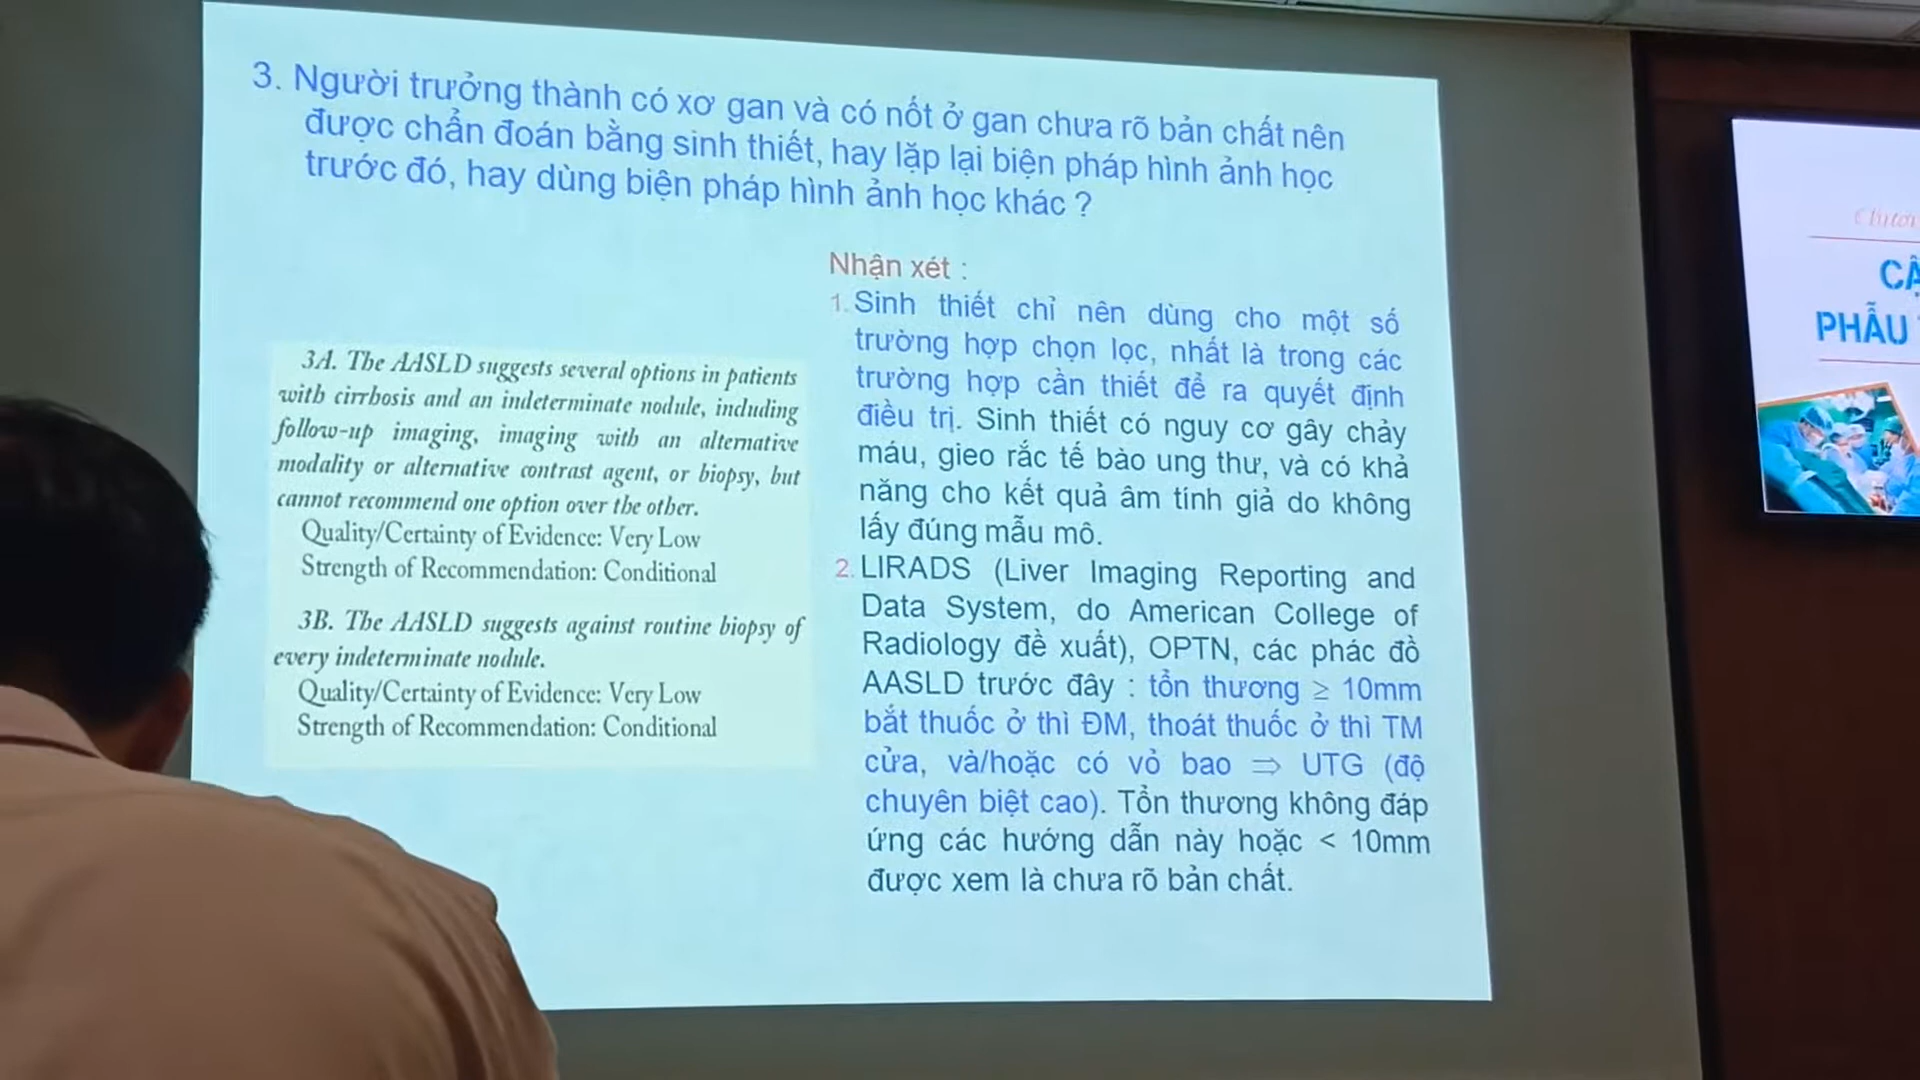 3. Người trưởng thành có xơ gan và có nốt ở gan chưa rõ bản chất nên
được chẩn đoán bằng sinh thiết, hay lặp lại biện pháp hình ảnh học
trước đó, hay dùng biện pháp hình ảnh học khác ?
3A. The AASLD suggests several options in patients
with cirrhosis and an indeterminate nodule, including
follow-up imaging, imaging with an alternative
modality or alternative contrast agent, or biopsy, but
cannot recommend one option over the other.
Quality/Certainty of Evidence: Very Low
Strength of Recommendation: Conditional
3B. The AASLD suggests against routine biopsy of
every indeterminate nodule.
Quality/Certainty of Evidence: Very Low
Strength of Recommendation: Conditional
Nhận xét :
1. Sinh thiết chỉ nên dùng cho một số
trường hợp chọn lọc, nhất là trong các
trường hợp cần thiết để ra quyết định
điều trị. Sinh thiết có nguy cơ gây chảy
máu, gieo rắc tế bào ung thư, và có khả
năng cho kết quả âm tính giả do không
lấy đúng mẫu mô.
2. LIRADS (Liver Imaging Reporting and
Data System, do American College of
Radiology đề xuất), OPTN, các phác đồ
AASLD trước đây : tổn thương ≥ 10mm
bắt thuốc ở thì ĐM, thoát thuốc ở thì TM
cửa, và/hoặc có vỏ bao ⇒ UTG (độ
chuyên biệt cao). Tổn thương không đáp
ứng các hướng dẫn này hoặc < 10mm
được xem là chưa rõ bản chất.
PHẪU